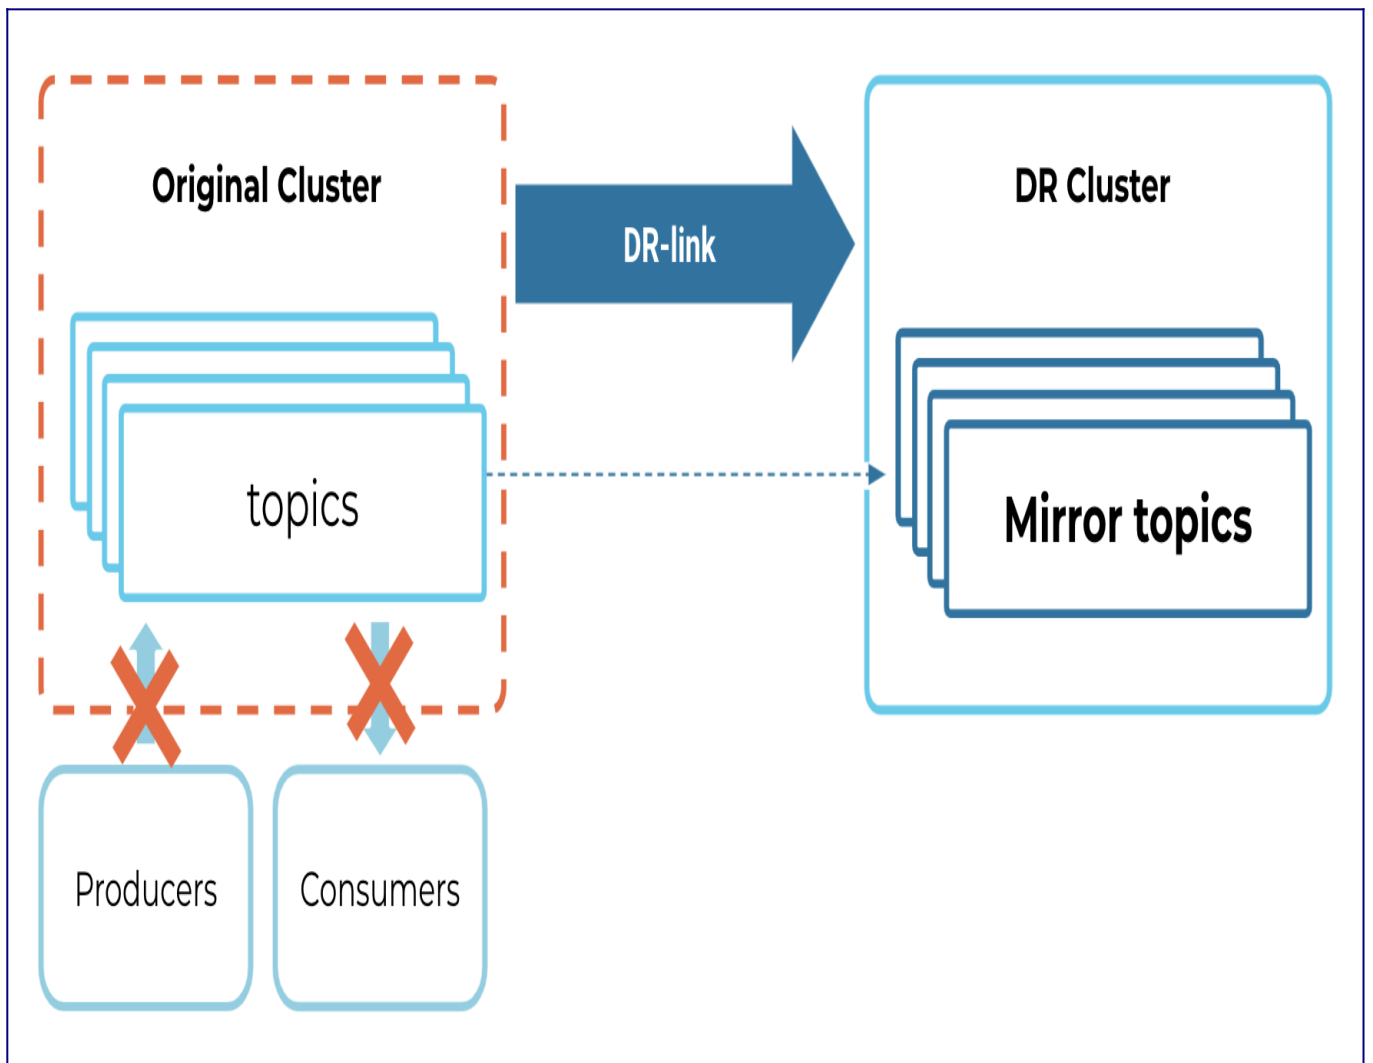 Original Cluster
DR-link
DR Cluster
topics
Mirror topics
Producers
Consumers